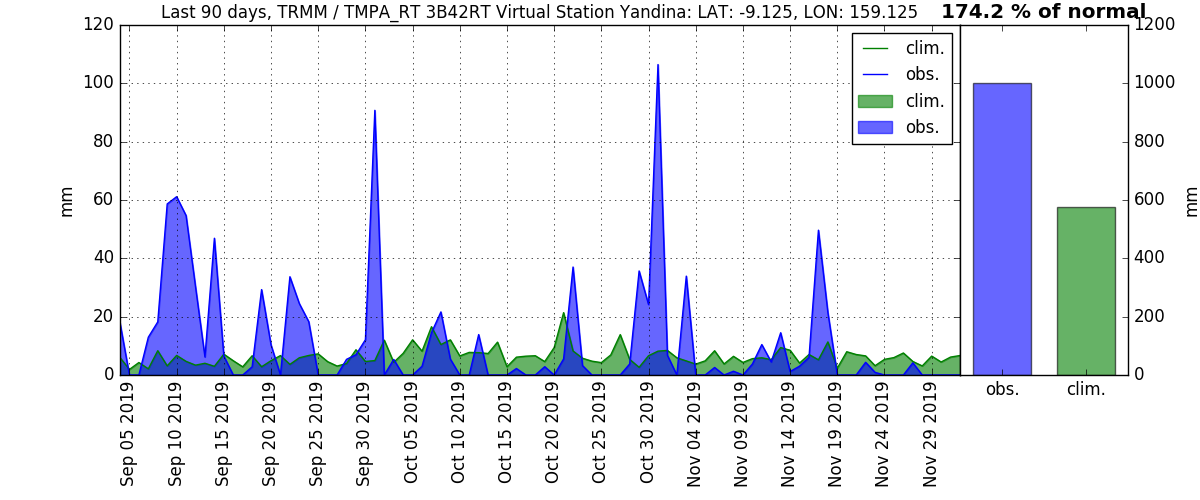 Last 90 days, TRMM / TMPA_RT 3B42RT Virtual Station Yandina: LAT: -9.125, LON: 159.125
174.2 % of normal
120
100
80
60
40
20
0
mm
clim.
obs.
clim.
obs.
1200
1000
800
600
400
200
0
mm
Sep 05 2019
Sep 10 2019
Sep 15 2019
Sep 20 2019
Sep 25 2019
Sep 30 2019
Oct 05 2019
Oct 10 2019
Oct 15 2019
Oct 20 2019
Oct 25 2019
Oct 30 2019
Nov 04 2019
Nov 09 2019
Nov 14 2019
Nov 19 2019
Nov 24 2019
Nov 29 2019
obs.
clim.